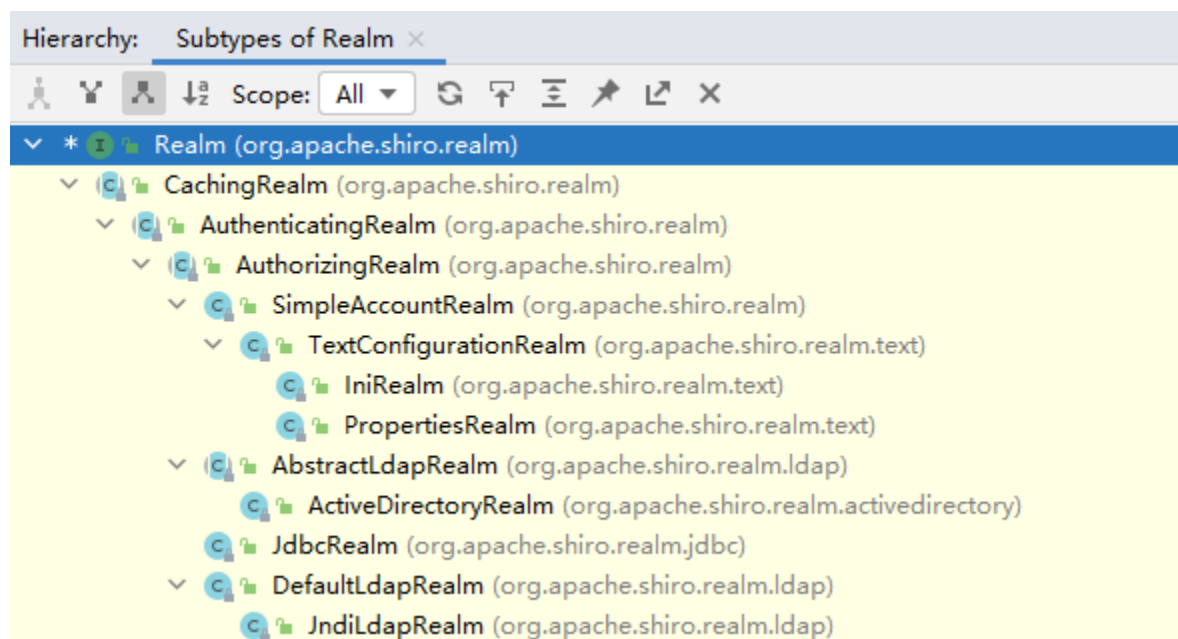 Hierarchy: Subtypes of Realm
Scope: All
* I Realm (org.apache.shiro.realm)
C CachingRealm (org.apache.shiro.realm)
C AuthenticatingRealm (org.apache.shiro.realm)
C AuthorizingRealm (org.apache.shiro.realm)
C SimpleAccountRealm (org.apache.shiro.realm)
C TextConfigurationRealm (org.apache.shiro.realm.text)
C IniRealm (org.apache.shiro.realm.text)
C PropertiesRealm (org.apache.shiro.realm.text)
C AbstractLdapRealm (org.apache.shiro.realm.ldap)
C ActiveDirectoryRealm (org.apache.shiro.realm.activedirectory)
C JdbcRealm (org.apache.shiro.realm.jdbc)
C DefaultLdapRealm (org.apache.shiro.realm.ldap)
C JndiLdapRealm (org.apache.shiro.realm.ldap)